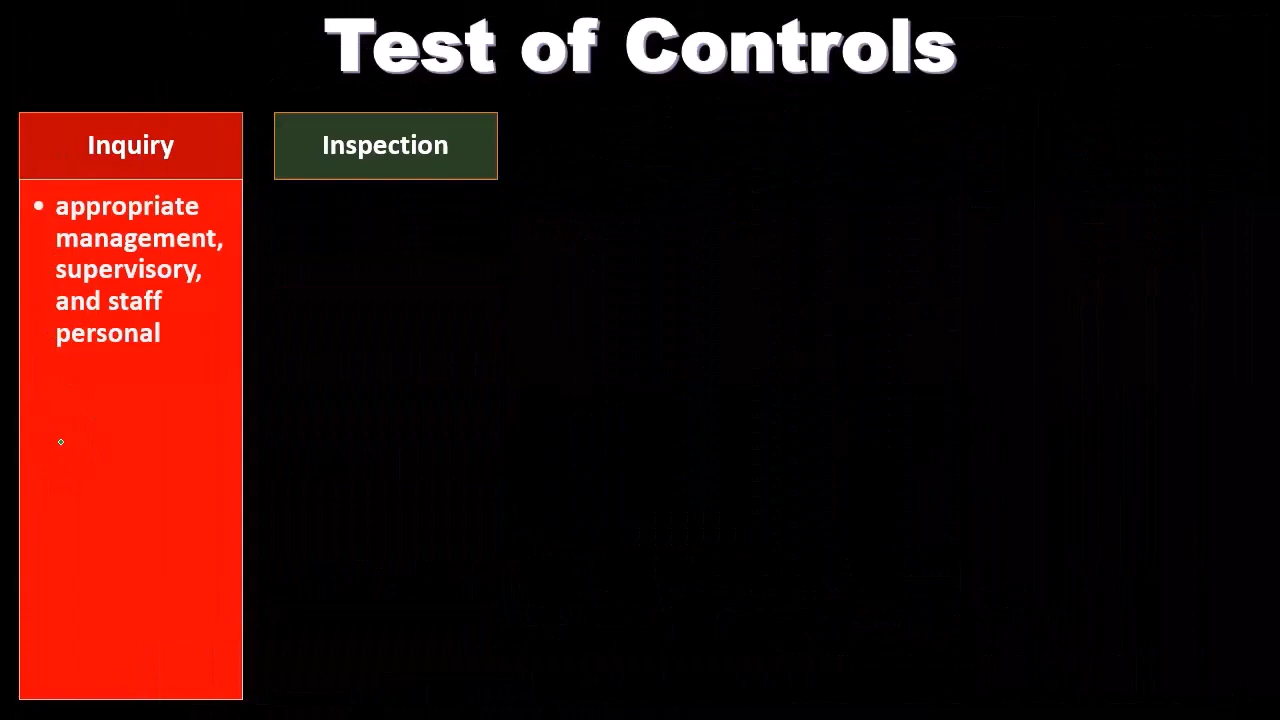 Test of Controls
Inquiry
• appropriate
management,
supervisory,
and staff
personal
Inspection